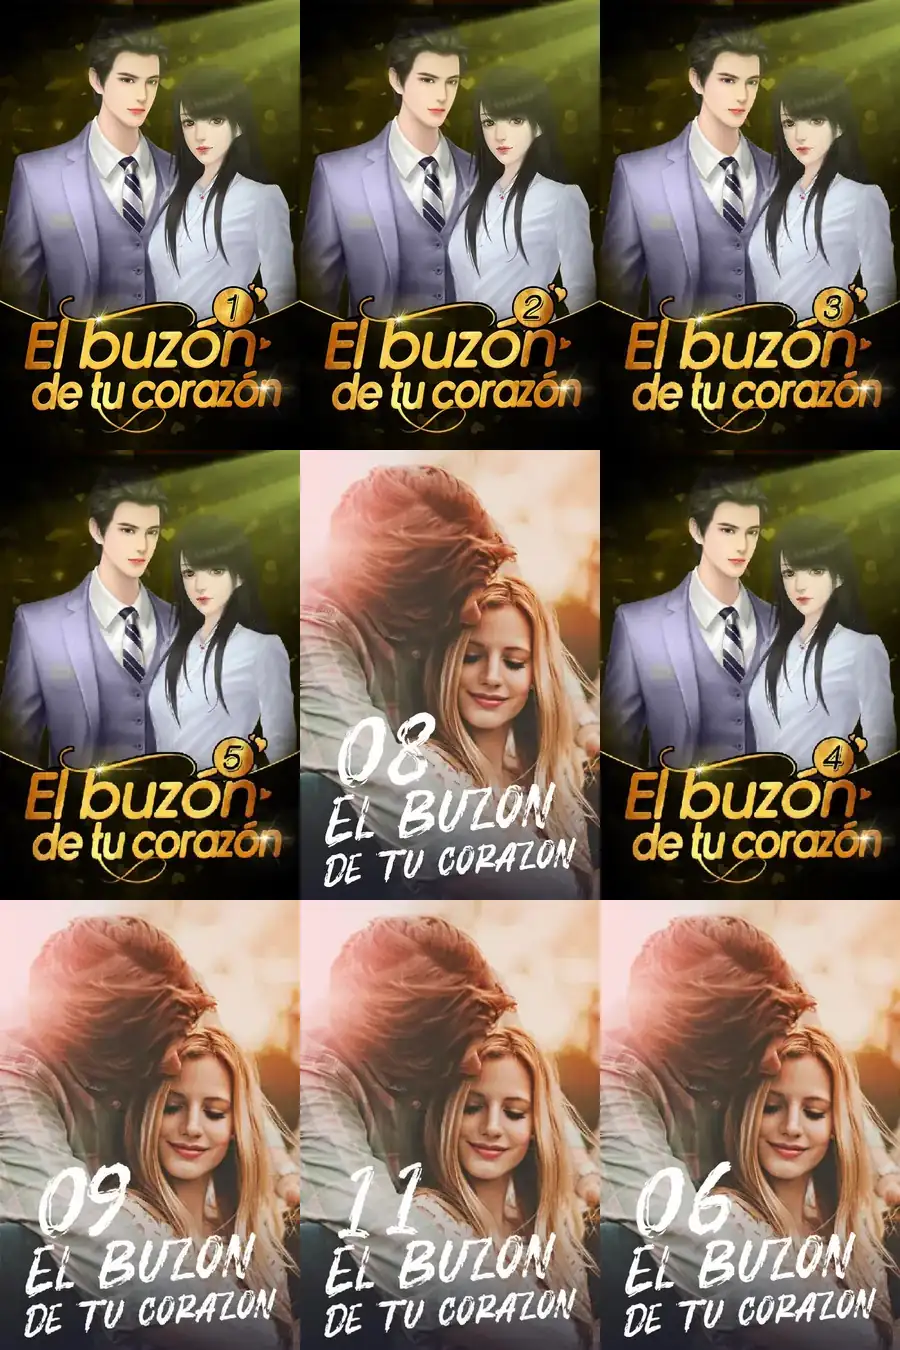 1
El buzón
de tu corazón
2
El buzón
de tu corazón
3
El buzón
de tu corazón
5
El buzón
de tu corazón
08
EL BUZON
DE TU CORAZON
4
El buzón
de tu corazón
09
EL BUZON
DE TU CORAZON
11
EL BUZON
DE TU CORAZON
06
EL BUZON
DE TU CORAZON